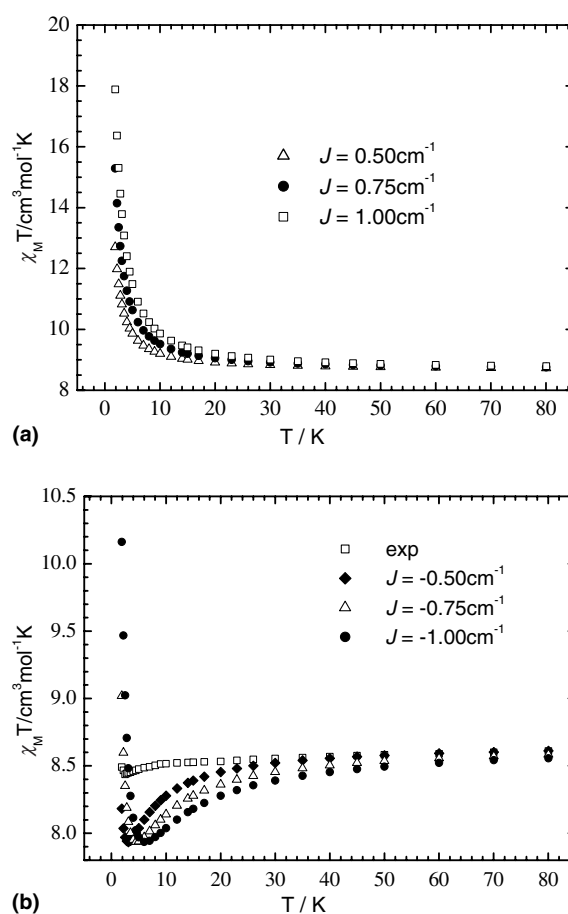 20
18
16
14
12
10
8
χ_M T/cm³mol⁻¹K
△ J = 0.50cm⁻¹
● J = 0.75cm⁻¹
□ J = 1.00cm⁻¹
0 10 20 30 40 50 60 70 80
(a)
T / K
10.5
10.0
9.5
9.0
8.5
8.0
χ_M T/cm³mol⁻¹K
□ exp
◆ J = -0.50cm⁻¹
△ J = -0.75cm⁻¹
● J = -1.00cm⁻¹
0 10 20 30 40 50 60 70 80
(b)
T / K